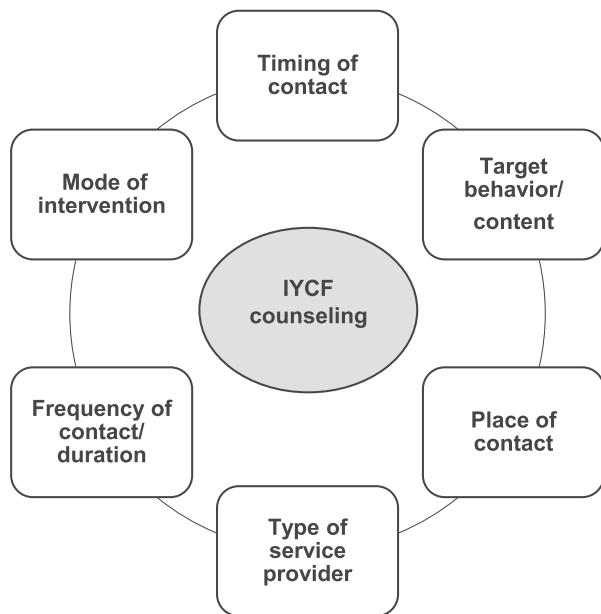 Timing of
contact
Mode of
intervention
Target
behavior/
content
IYCF
counseling
Frequency of
contact/
duration
Place of
contact
Type of
service
provider